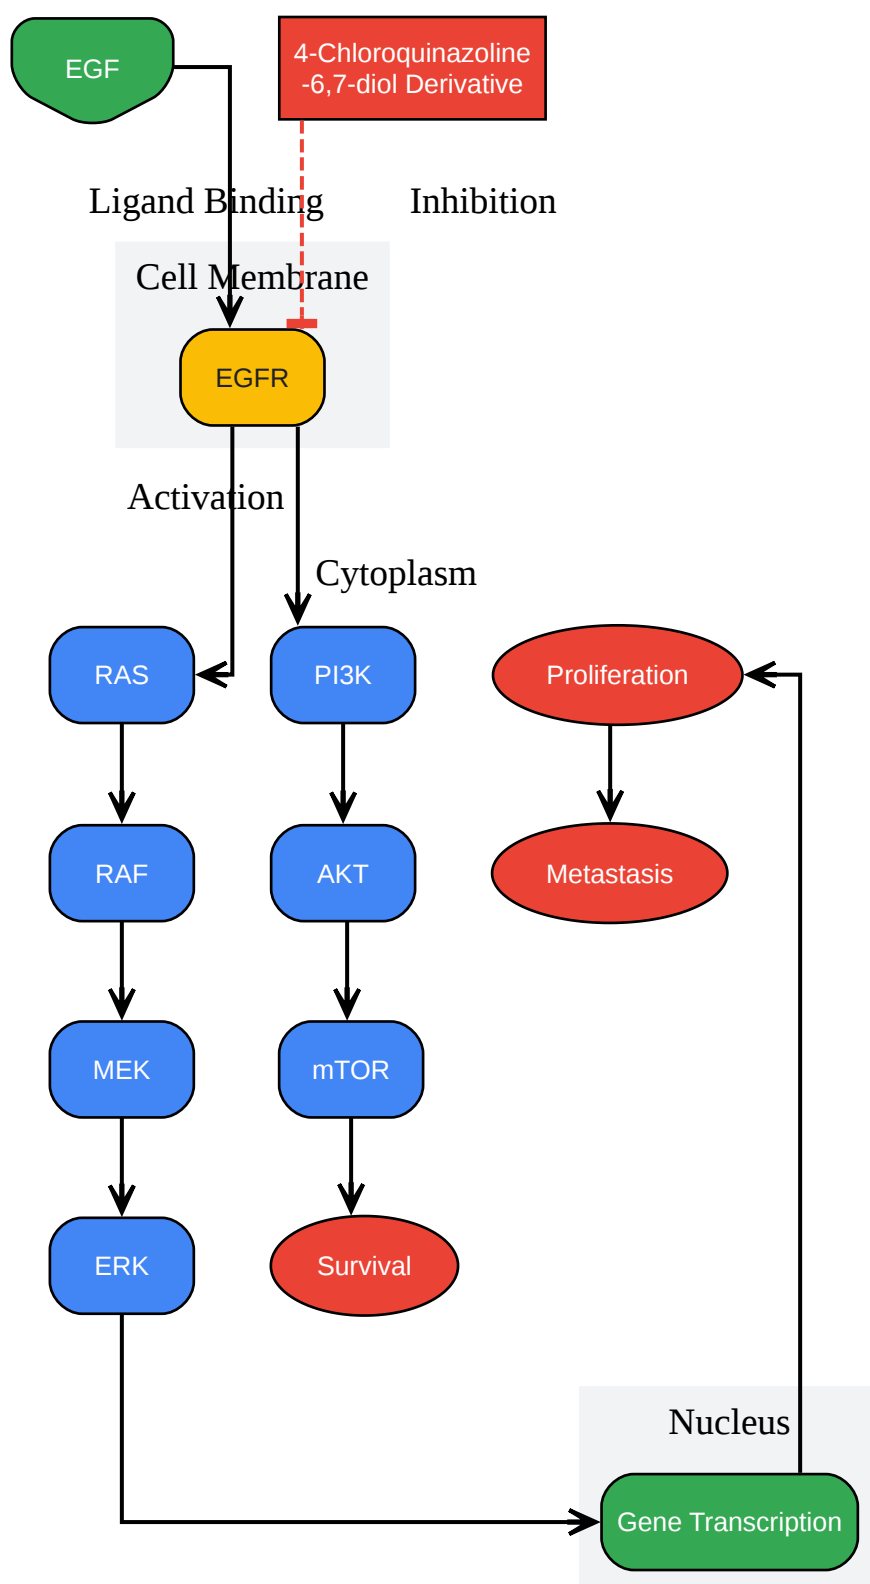 EGF
4-Chloroquinazoline
-6,7-diol Derivative
Ligand Binding
Inhibition
Cell Membrane
EGFR
Activation
Cytoplasm
RAS
PI3K
Proliferation
RAF
AKT
Metastasis
MEK
mTOR
ERK
Survival
Nucleus
Gene Transcription